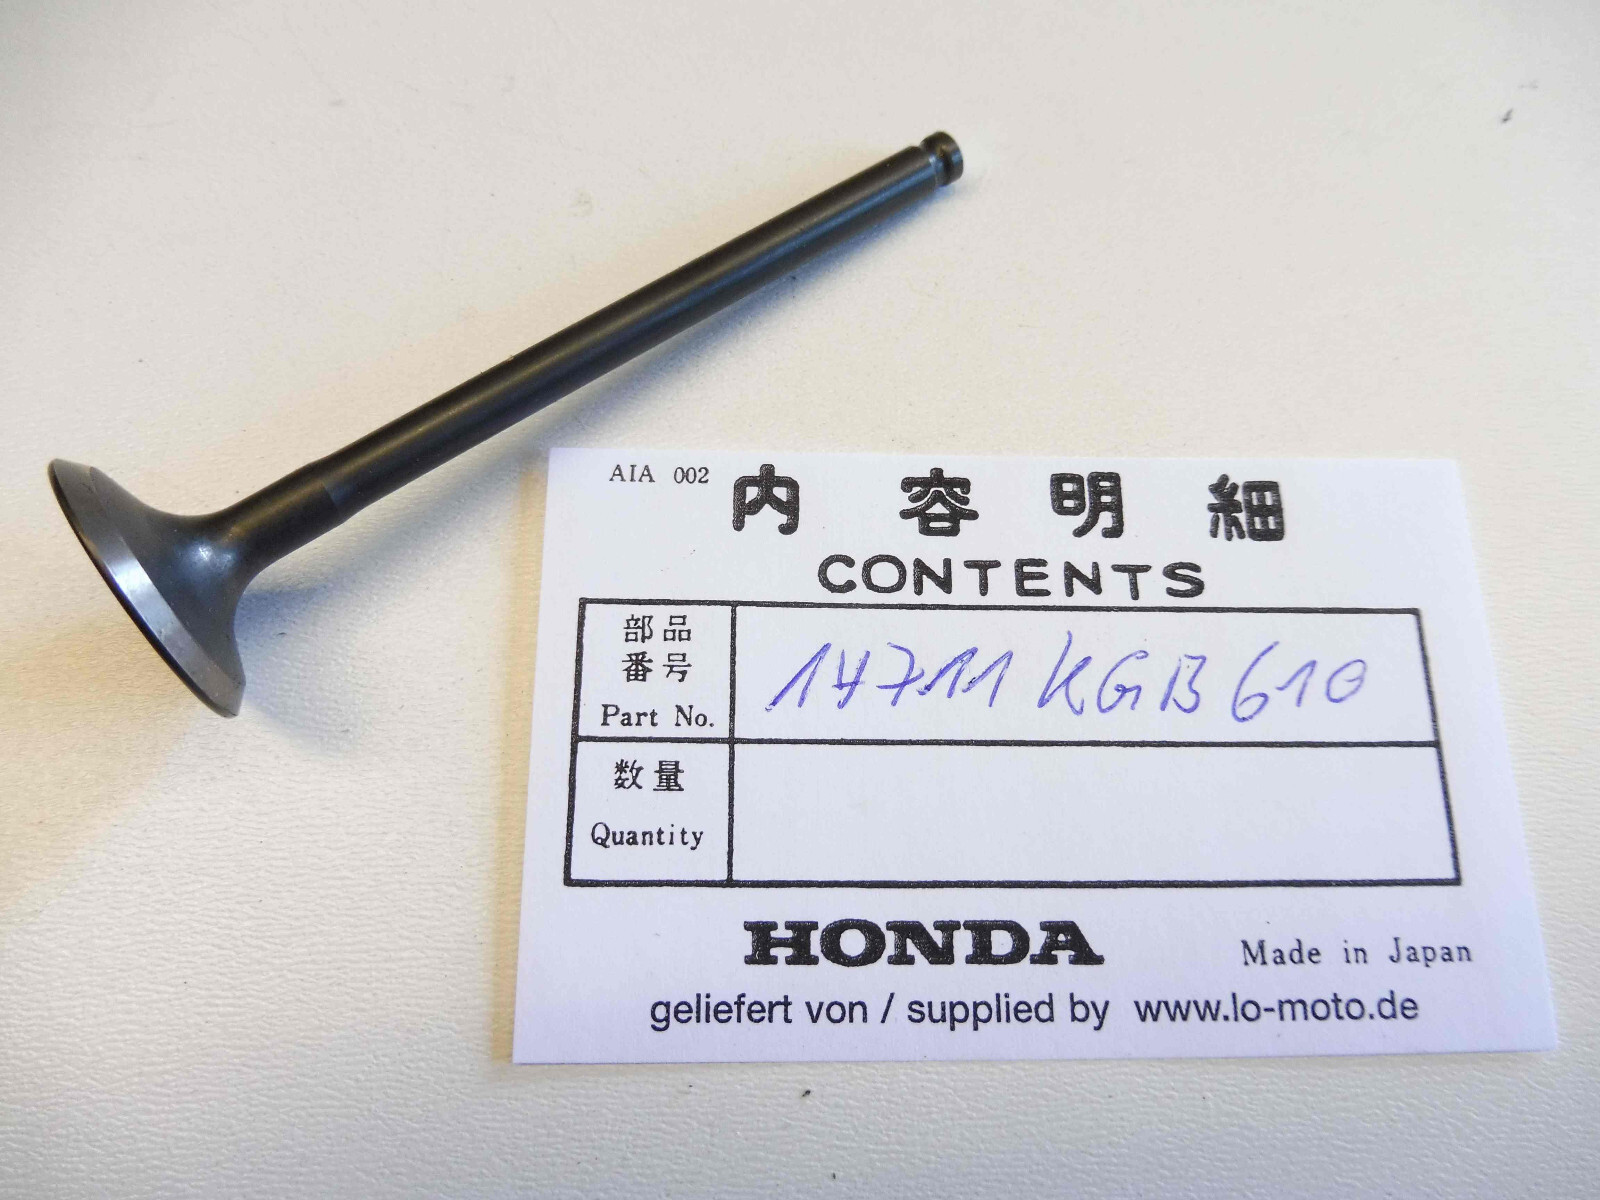 AIA 002
内容明細
CONTENTS
部品
番号
Part No.
14711 KGB 610
数量
Quantity
HONDA
Made in Japan
geliefert von / supplied by www.lo-moto.de